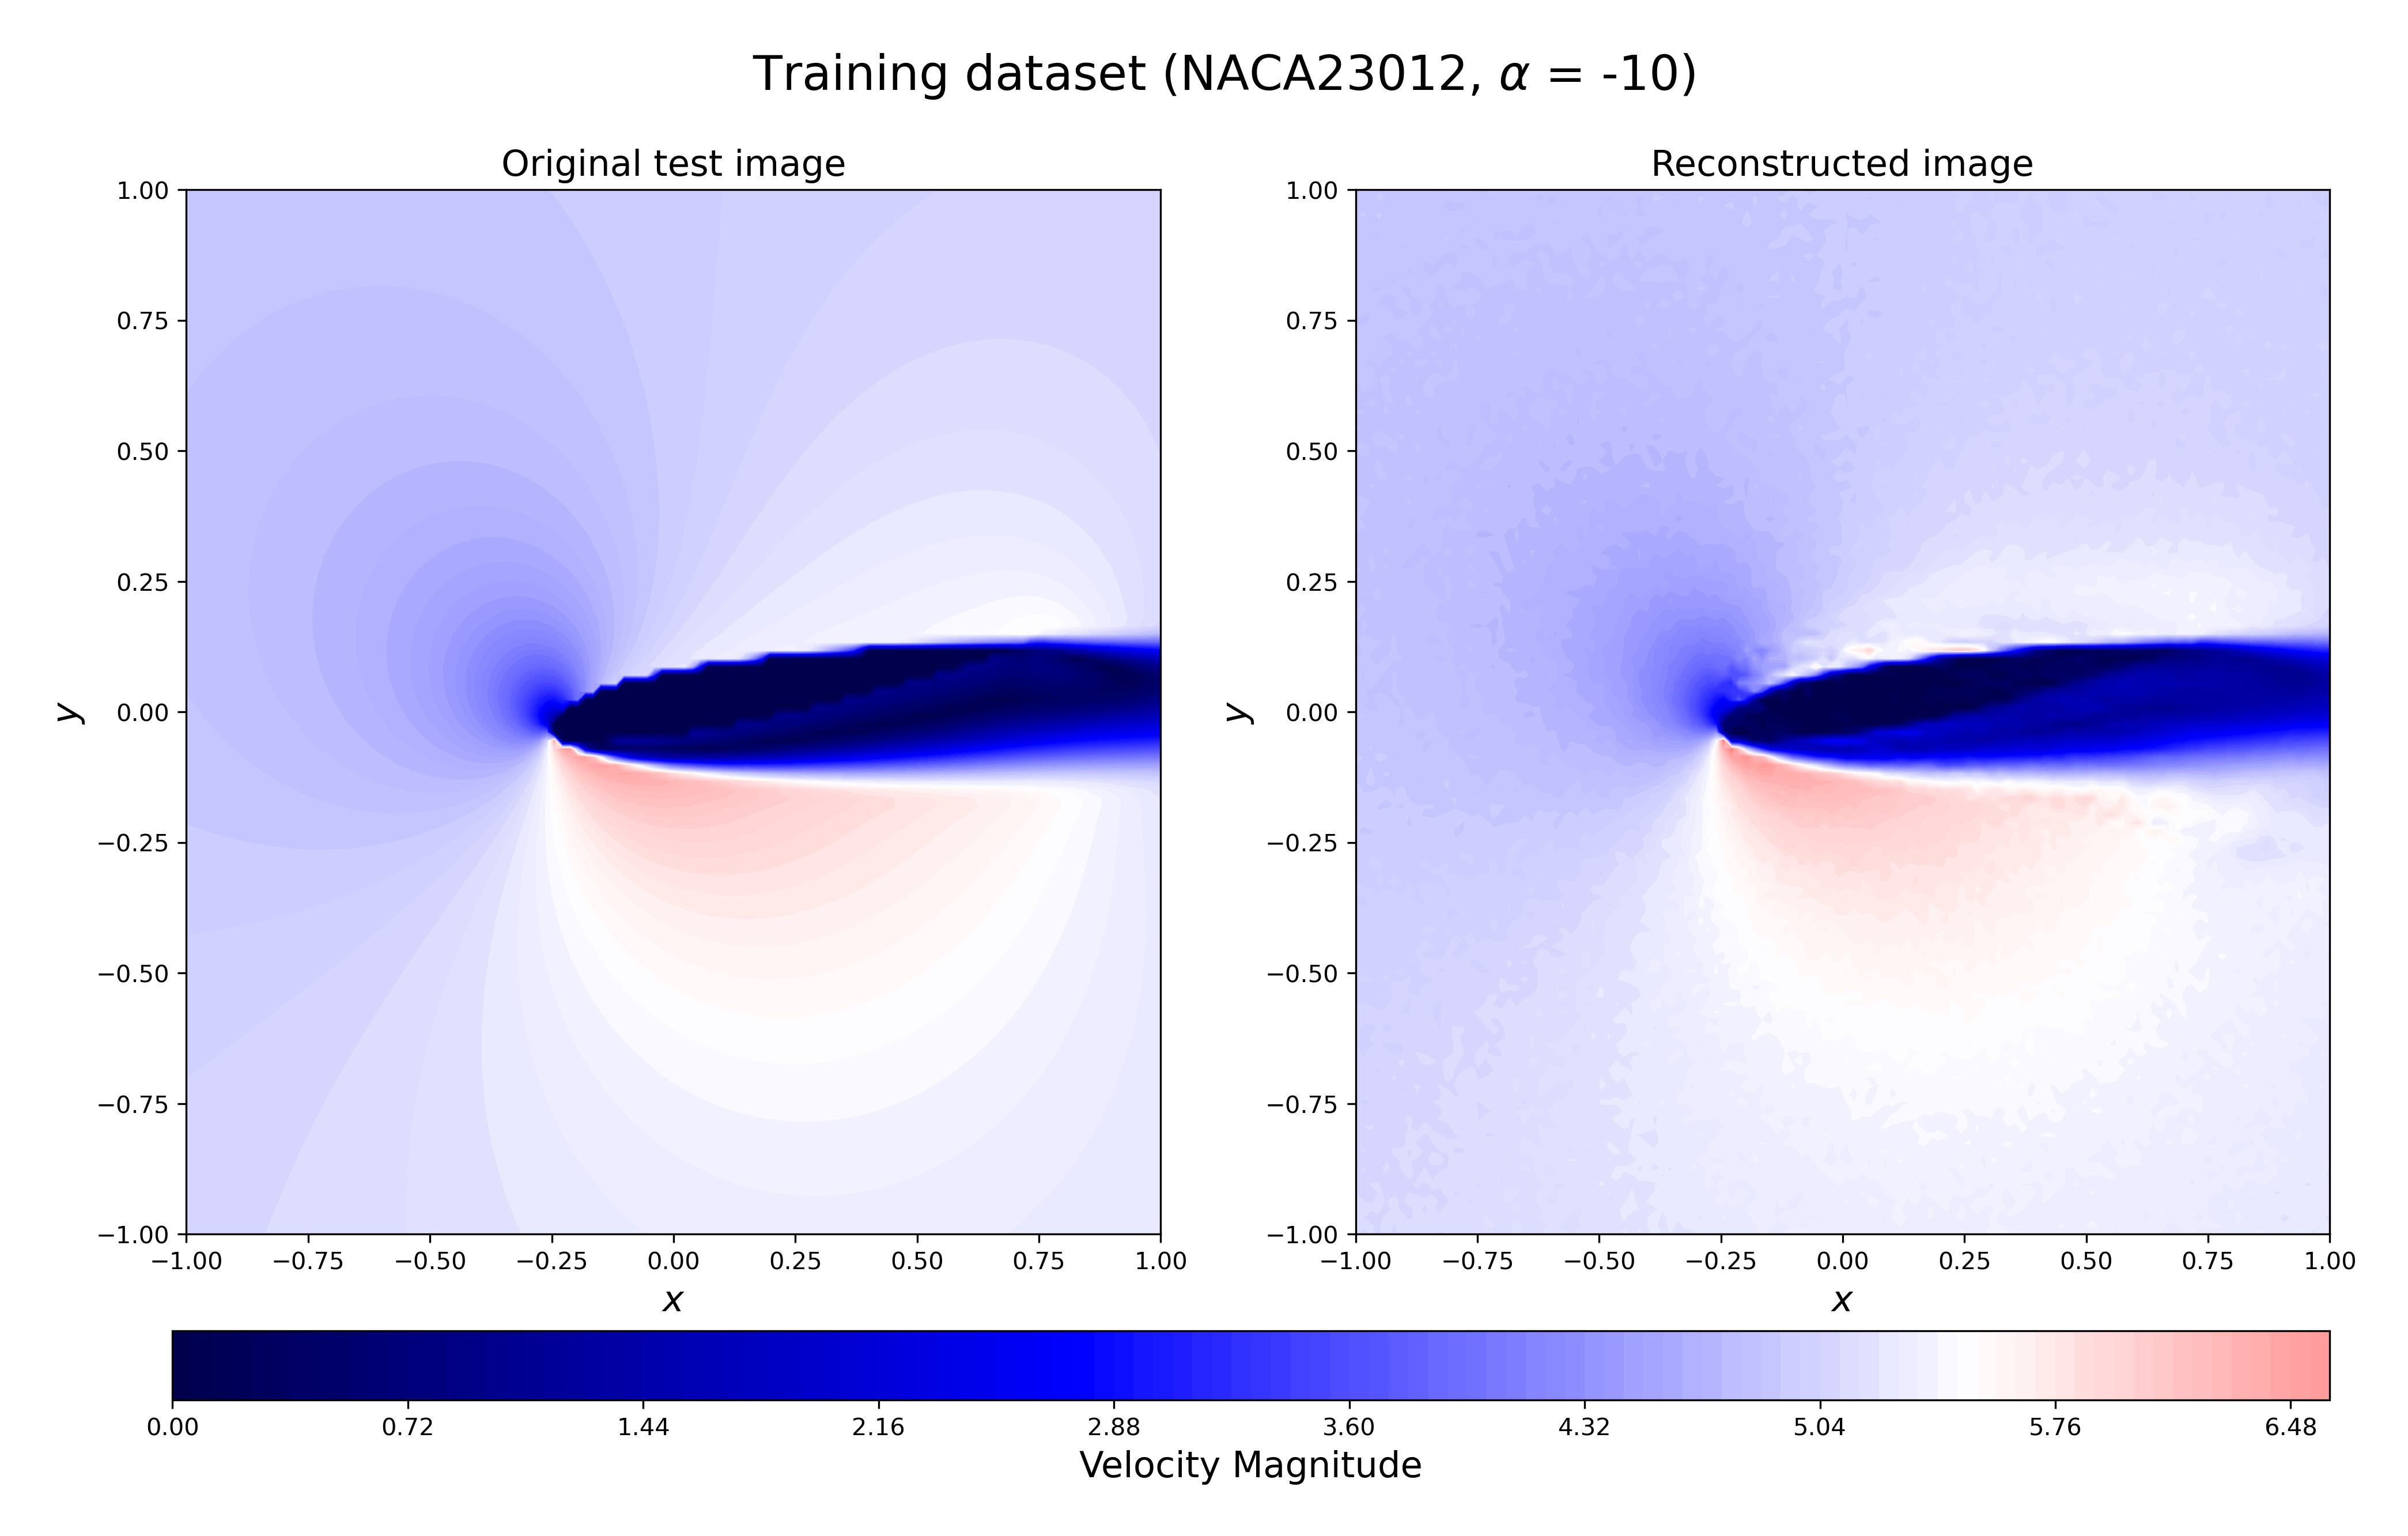 Training dataset (NACA23012, α = -10)
Original test image
Reconstructed image
1.00
0.75
0.50
0.25
0.00
−0.25
−0.50
−0.75
−1.00
y
−1.00 −0.75 −0.50 −0.25 0.00 0.25 0.50 0.75 1.00
x
1.00
0.75
0.50
0.25
0.00
−0.25
−0.50
−0.75
−1.00
y
−1.00 −0.75 −0.50 −0.25 0.00 0.25 0.50 0.75 1.00
x
0.00 0.72 1.44 2.16 2.88 3.60 4.32 5.04 5.76 6.48
Velocity Magnitude